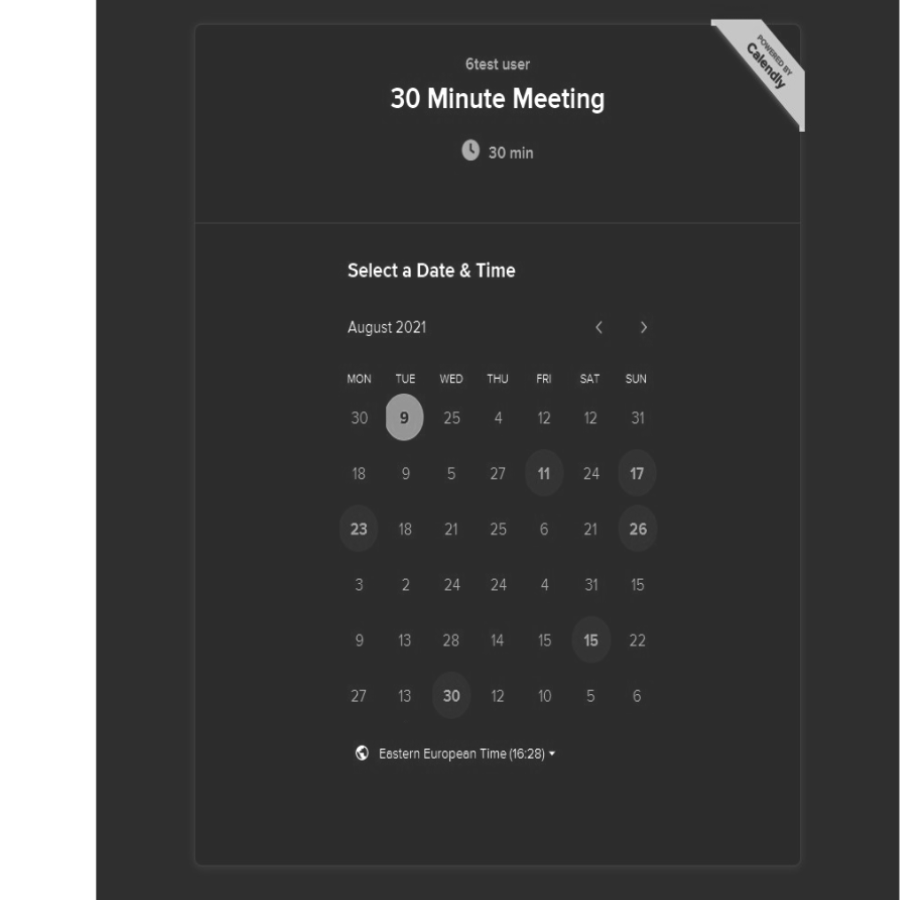 POWERED BY
Calendly
6test user
30 Minute Meeting
30 min
Select a Date & Time
August 2021
MON TUE WED THU FRI SAT SUN
30 9 25 4 12 12 31
18 9 5 27 11 24 17
23 18 21 25 6 21 26
3 2 24 24 4 31 15
9 13 28 14 15 15 22
27 13 30 12 10 5 6
Eastern European Time (16:28)